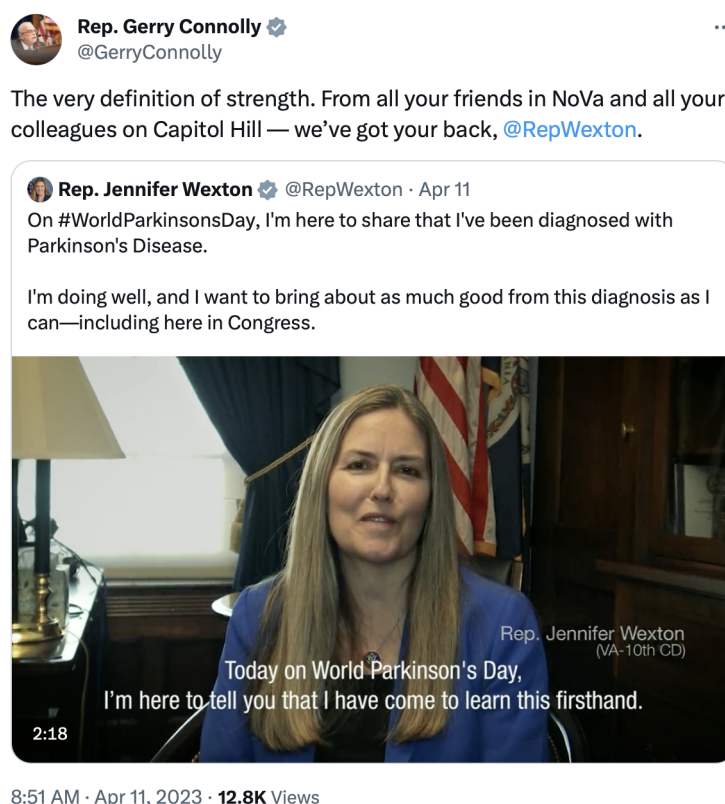 Rep. Gerry Connolly
@GerryConnolly
The very definition of strength. From all your friends in NoVa and all your
colleagues on Capitol Hill — we’ve got your back, @RepWexton.
Rep. Jennifer Wexton @RepWexton · Apr 11
On #WorldParkinsonsDay, I'm here to share that I've been diagnosed with
Parkinson's Disease.
I'm doing well, and I want to bring about as much good from this diagnosis as I
can—including here in Congress.
Rep. Jennifer Wexton
(VA-10th CD)
Today on World Parkinson's Day,
I’m here to tell you that I have come to learn this firsthand.
2:18
8:51 AM · Apr 11, 2023 · 12.8K Views